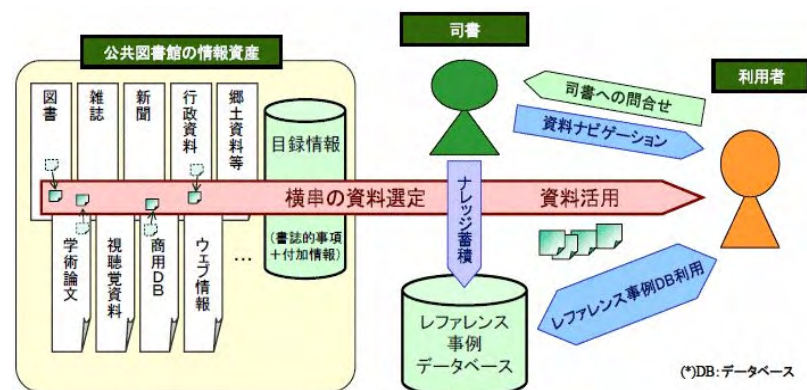 公共図書館の情報資産
司書
利用者
図書
雑誌
新聞
行政資料
郷土資料等
目録情報
(書誌的事項
+付加情報)
司書への問合せ
資料ナビゲーション
横串の資料選定
資料活用
ナレッジ蓄積
学術論文
視聴覚資料
商用DB
ウェブ情報
…
レファレンス
事例
データベース
レファレンス事例DB利用
(*)DB:データベース